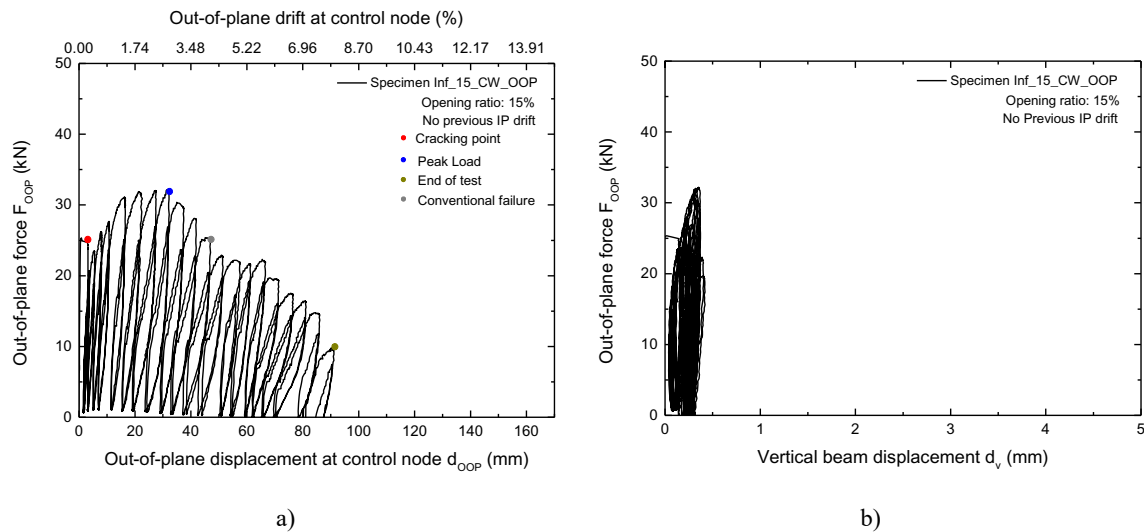 Out-of-plane drift at control node (%)
0.00 1.74 3.48 5.22 6.96 8.70 10.43 12.17 13.91
50
40
30
20
10
0
Out-of-plane force F_OOP (kN)
Specimen Inf_15_CW_OOP
Opening ratio: 15%
No previous IP drift
Cracking point
Peak Load
End of test
Conventional failure
0 20 40 60 80 100 120 140 160
Out-of-plane displacement at control node d_OOP (mm)
a)
50
40
30
20
10
0
Out-of-plane force F_OOP (kN)
Specimen Inf_15_CW_OOP
Opening ratio: 15%
No Previous IP drift
0 1 2 3 4 5
Vertical beam displacement d_v (mm)
b)